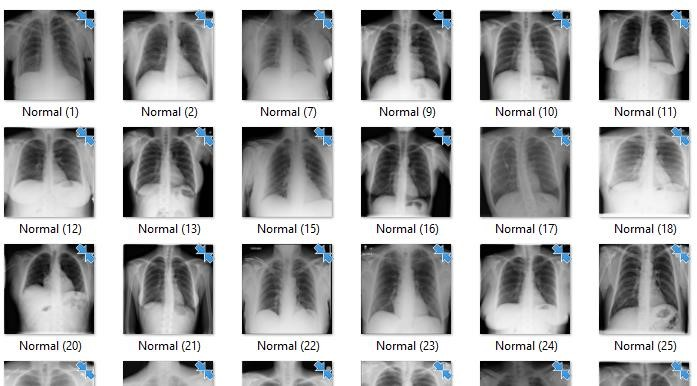 Normal (1) Normal (2) Normal (7) Normal (9) Normal (10) Normal (11)
Normal (12) Normal (13) Normal (15) Normal (16) Normal (17) Normal (18)
Normal (20) Normal (21) Normal (22) Normal (23) Normal (24) Normal (25)